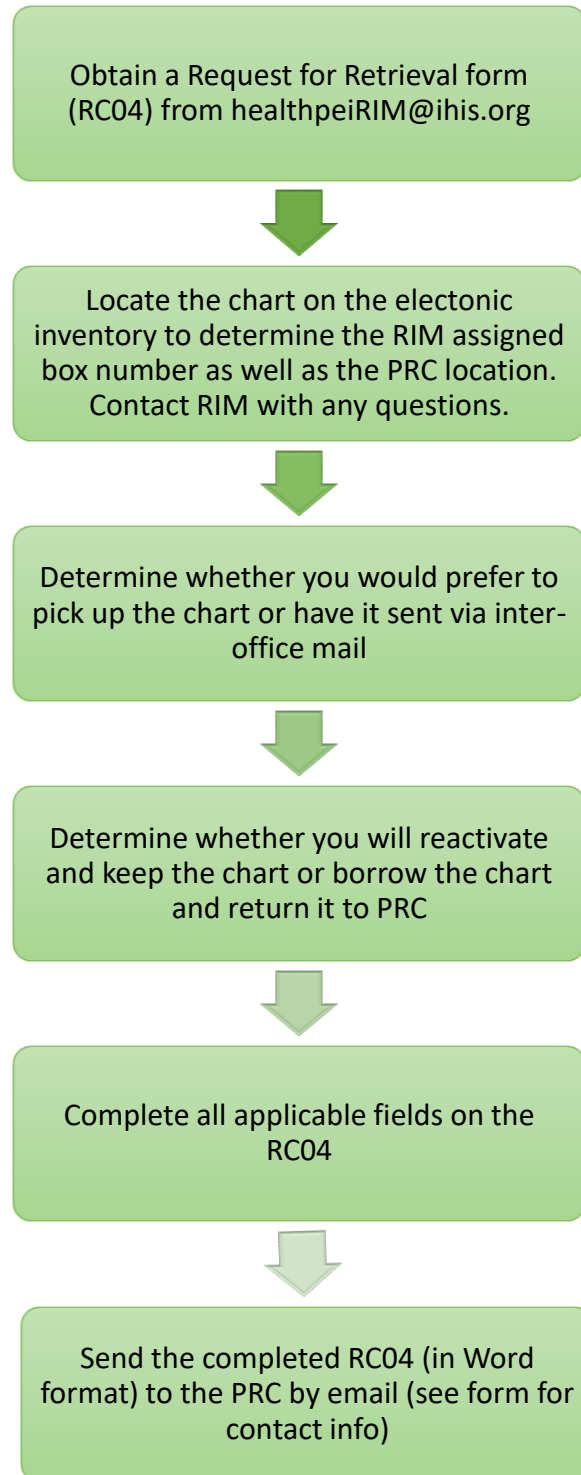 Obtain a Request for Retrieval form
(RC04) from healthpeiRIM@ihis.org
Locate the chart on the electonic
inventory to determine the RIM assigned
box number as well as the PRC location.
Contact RIM with any questions.
Determine whether you would prefer to
pick up the chart or have it sent via inter-
office mail
Determine whether you will reactivate
and keep the chart or borrow the chart
and return it to PRC
Complete all applicable fields on the
RC04
Send the completed RC04 (in Word
format) to the PRC by email (see form for
contact info)